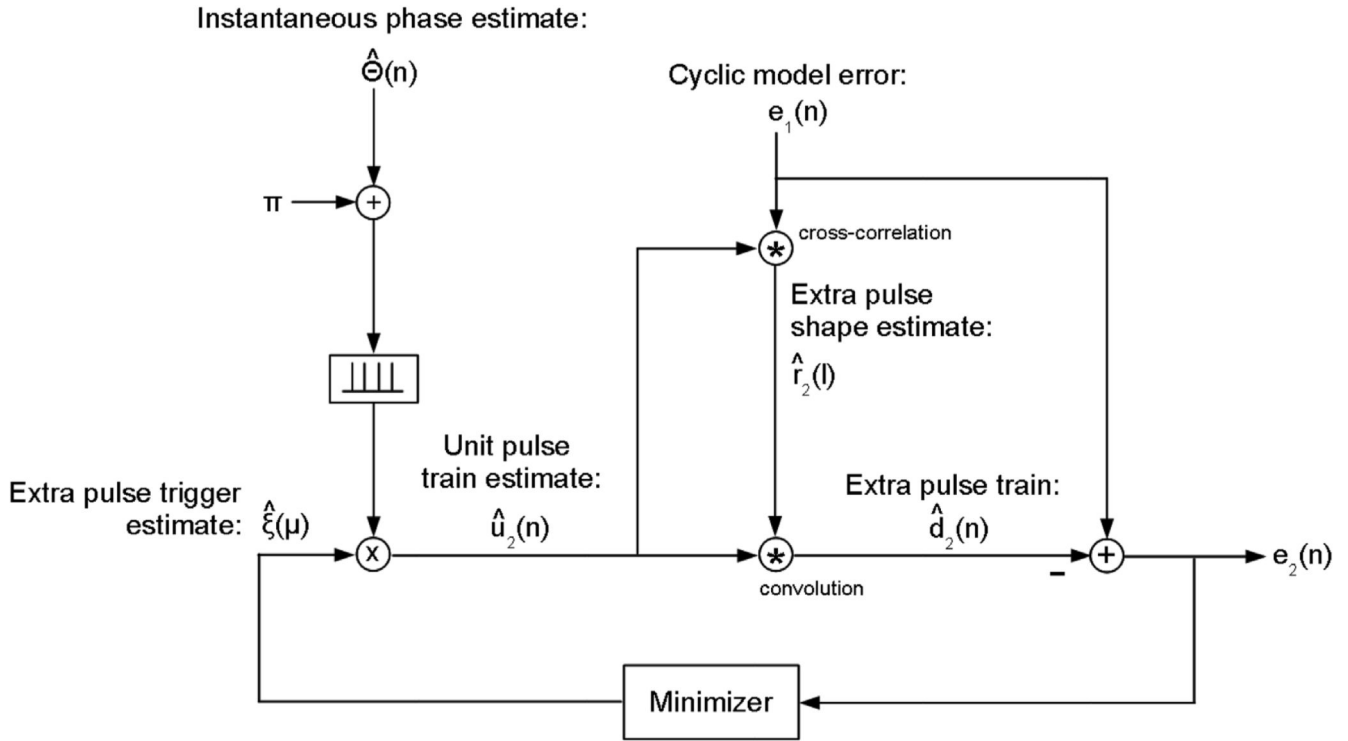 Instantaneous phase estimate:
Θ̂(n)
Cyclic model error:
e₁(n)
π
+
*
cross-correlation
Extra pulse
shape estimate:
r̂₂(l)
Unit pulse
train estimate:
û₂(n)
Extra pulse trigger
estimate: ξ̂(μ)
Extra pulse train:
d̂₂(n)
x
*
convolution
−
+
e₂(n)
Minimizer